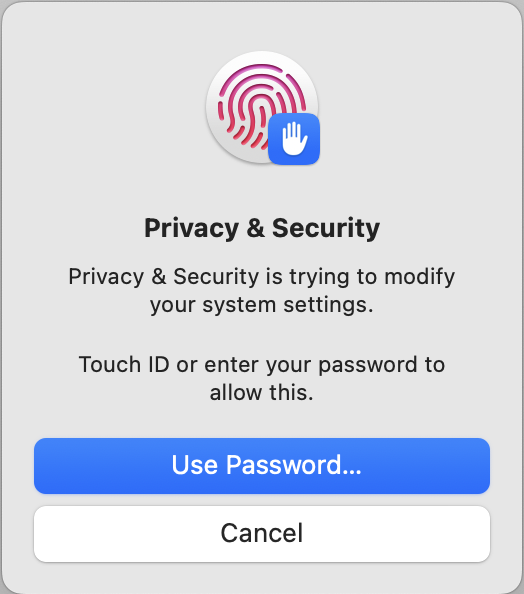 Privacy & Security
Privacy & Security is trying to modify
your system settings.
Touch ID or enter your password to
allow this.
Use Password...
Cancel